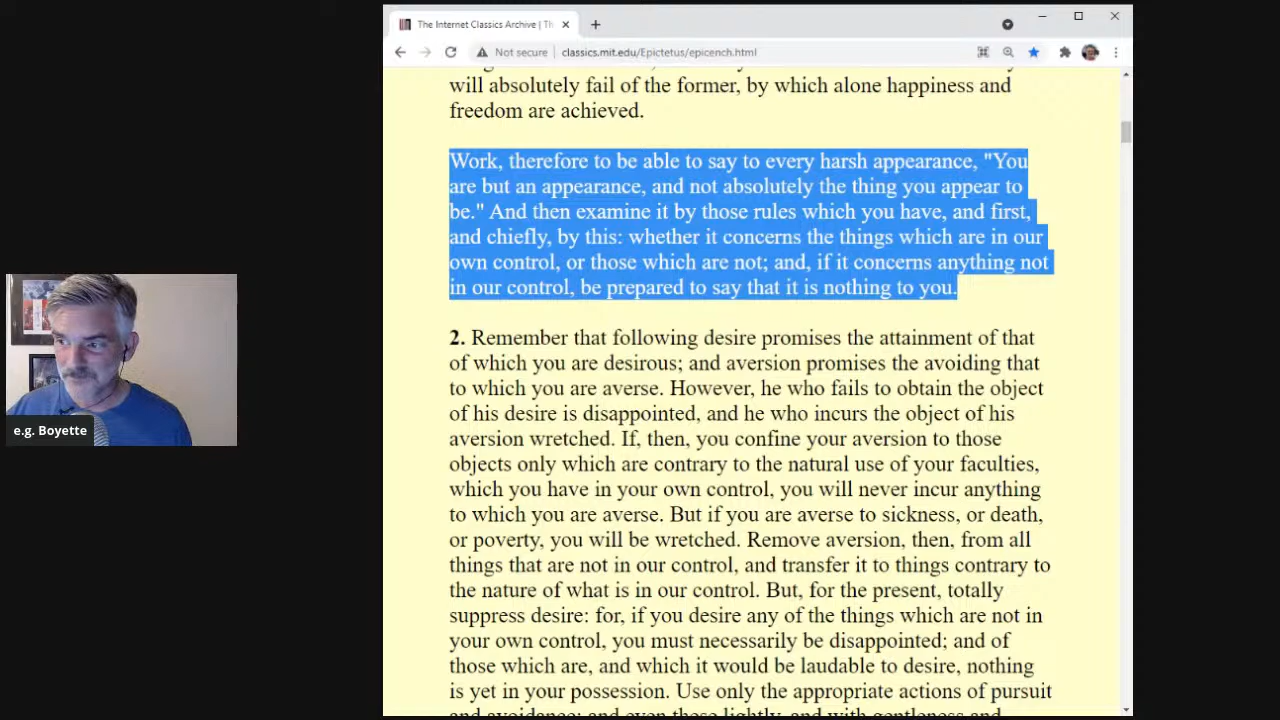 The Internet Classics Archive | Th
Not secure
classics.mit.edu/Epictetus/epicench.html
will absolutely fail of the former, by which alone happiness and
freedom are achieved.
Work, therefore to be able to say to every harsh appearance, "You
are but an appearance, and not absolutely the thing you appear to
be." And then examine it by those rules which you have, and first,
and chiefly, by this: whether it concerns the things which are in our
own control, or those which are not; and, if it concerns anything not
in our control, be prepared to say that it is nothing to you.
2. Remember that following desire promises the attainment of that
of which you are desirous; and aversion promises the avoiding that
to which you are averse. However, he who fails to obtain the object
of his desire is disappointed, and he who incurs the object of his
aversion wretched. If, then, you confine your aversion to those
objects only which are contrary to the natural use of your faculties,
which you have in your own control, you will never incur anything
to which you are averse. But if you are averse to sickness, or death,
or poverty, you will be wretched. Remove aversion, then, from all
things that are not in our control, and transfer it to things contrary to
the nature of what is in our control. But, for the present, totally
suppress desire: for, if you desire any of the things which are not in
your own control, you must necessarily be disappointed; and of
those which are, and which it would be laudable to desire, nothing
is yet in your possession. Use only the appropriate actions of pursuit
and avoidance; and even these lightly, and with gentleness and
e.g. Boyette